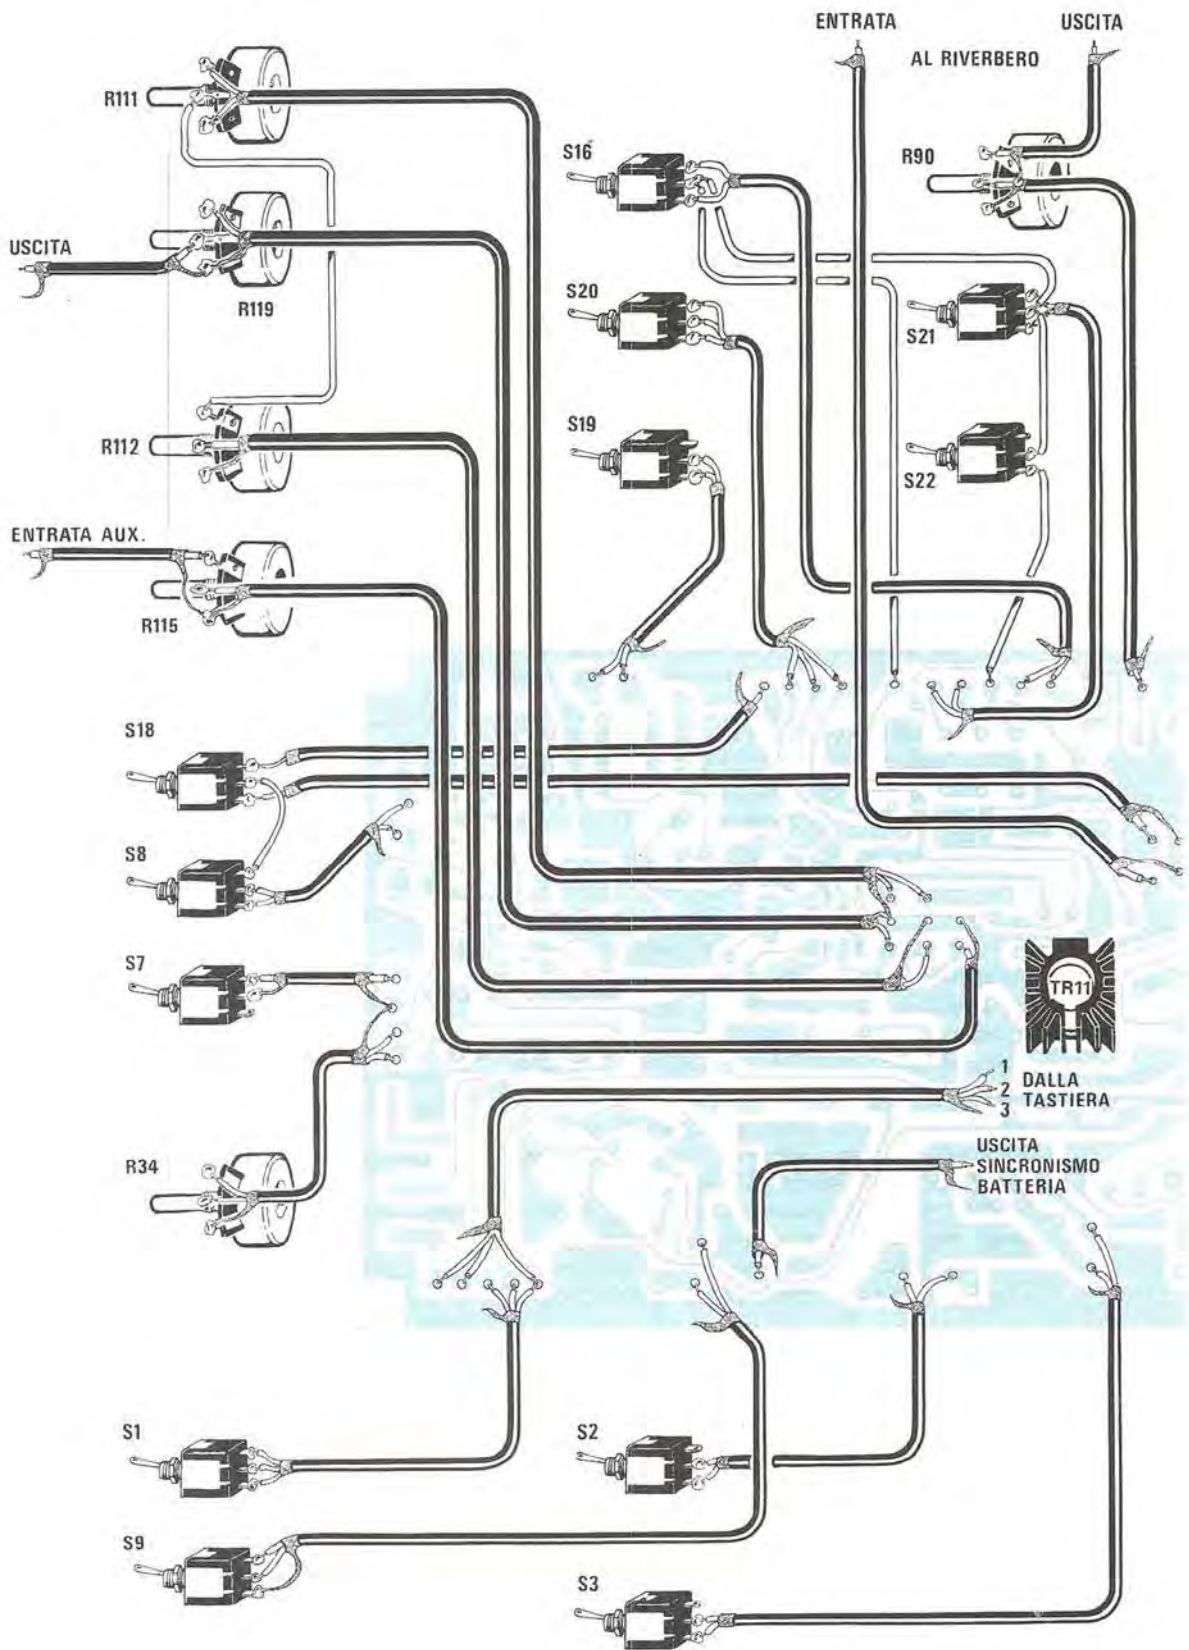 ENTRATA
USCITA
AL RIVERBERO
R111
S16
R90
USCITA
R119
S20
S21
S19
R112
S22
ENTRATA AUX.
R115
S18
S8
S7
TR11
1
2
3
DALLA
TASTIERA
R34
USCITA
SINCRONISMO
BATTERIA
S1
S2
S9
S3